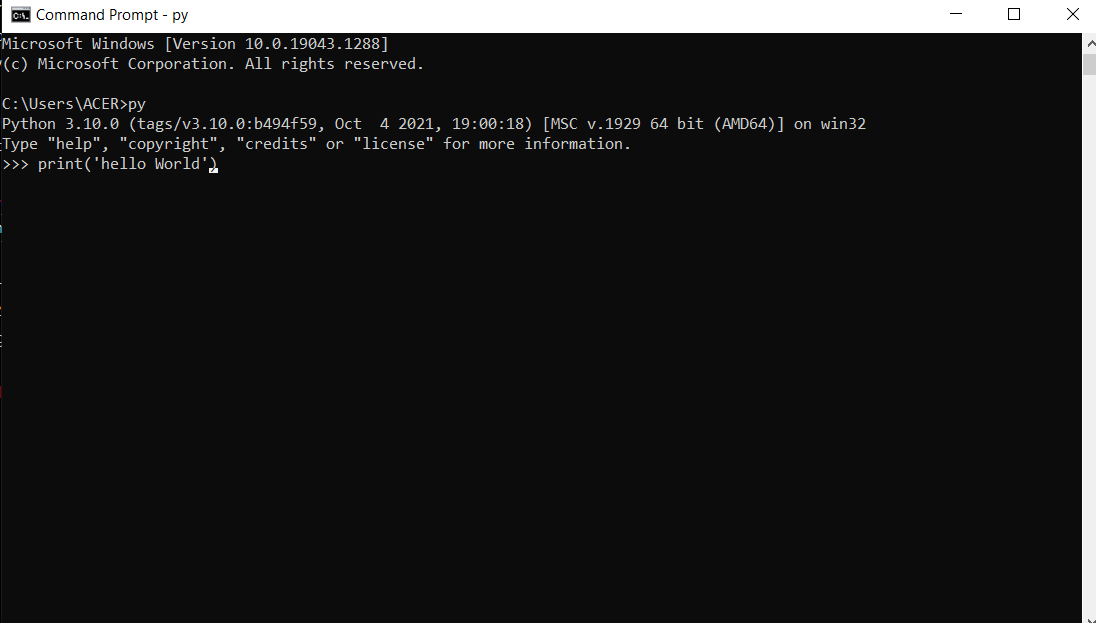 Command Prompt - py
Microsoft Windows [Version 10.0.19043.1288]
(c) Microsoft Corporation. All rights reserved.
C:\Users\ACER>py
Python 3.10.0 (tags/v3.10.0:b494f59, Oct  4 2021, 19:00:18) [MSC v.1929 64 bit (AMD64)] on win32
Type "help", "copyright", "credits" or "license" for more information.
>>> print('hello World')